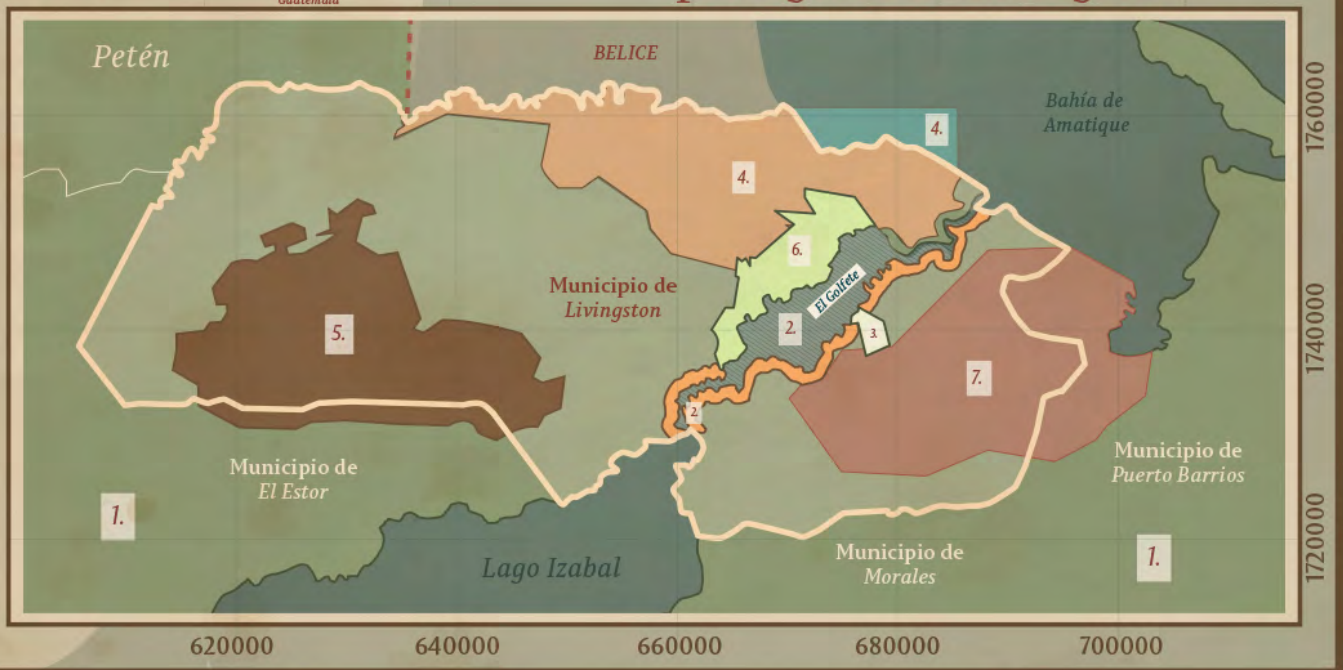 Guatemala
Petén
BELICE
Bahía de
Amatique
4.
4.
6.
El Golfete
Municipio de
Livingston
5.
2.
3.
7.
2
Municipio de
El Estor
Municipio de
Puerto Barrios
1.
Lago Izabal
Municipio de
Morales
1.
1760000
1740000
1720000
620000
640000
660000
680000
700000